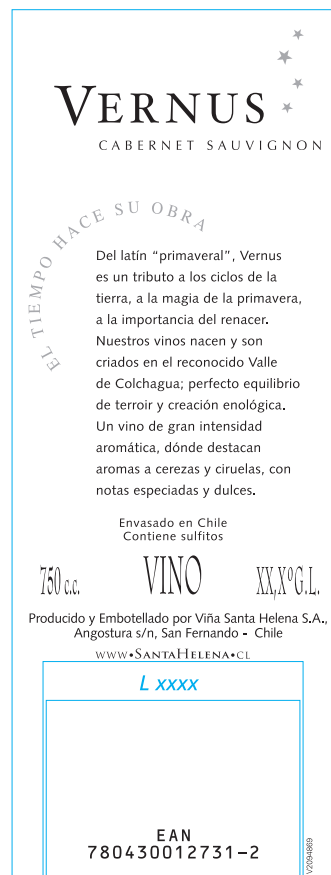 VERNUS
CABERNET SAUVIGNON
EL TIEMPO HACE SU OBRA
Del latín “primaveral”, Vernus
es un tributo a los ciclos de la
tierra, a la magia de la primavera,
a la importancia del renacer.
Nuestros vinos nacen y son
criados en el reconocido Valle
de Colchagua; perfecto equilibrio
de terroir y creación enológica.
Un vino de gran intensidad
aromática, dónde destacan
aromas a cerezas y ciruelas, con
notas especiadas y dulces.
Envasado en Chile
Contiene sulfitos
750 c.c. VINO XX,XºG.L.
Producido y Embotellado por Viña Santa Helena S.A.,
Angostura s/n, San Fernando - Chile
WWW•SANTAHELENA•CL
L xxxx
EAN
780430012731-2
V2094869